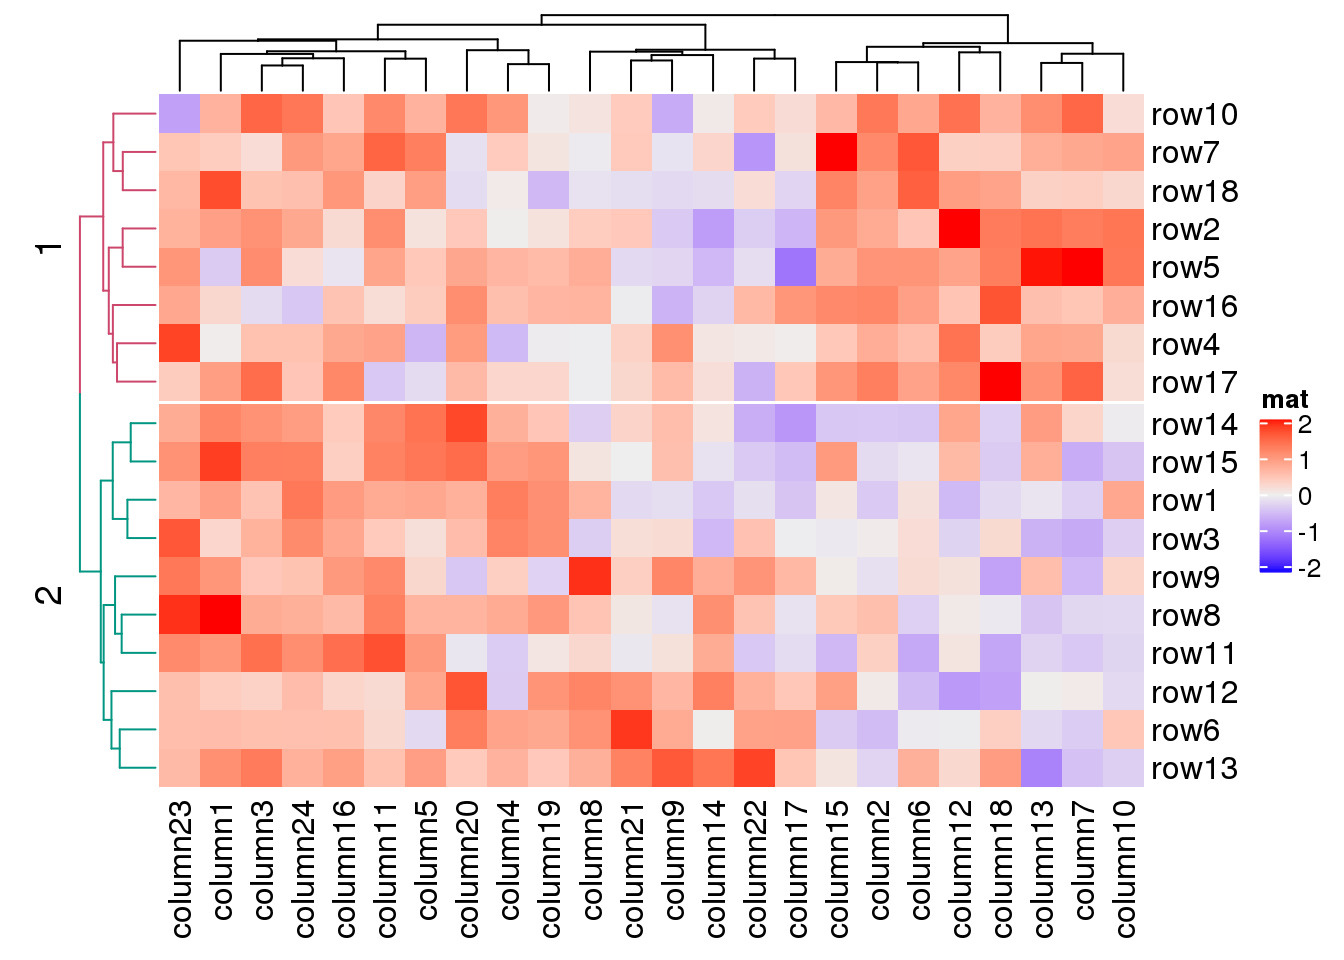 1
2
row10
row7
row18
row2
row5
row16
row4
row17
row14
row15
row1
row3
row9
row8
row11
row12
row6
row13
column23
column1
column3
column24
column16
column11
column5
column20
column4
column19
column8
column21
column9
column14
column22
column17
column15
column2
column6
column12
column18
column13
column7
column10
mat
2
1
0
-1
-2